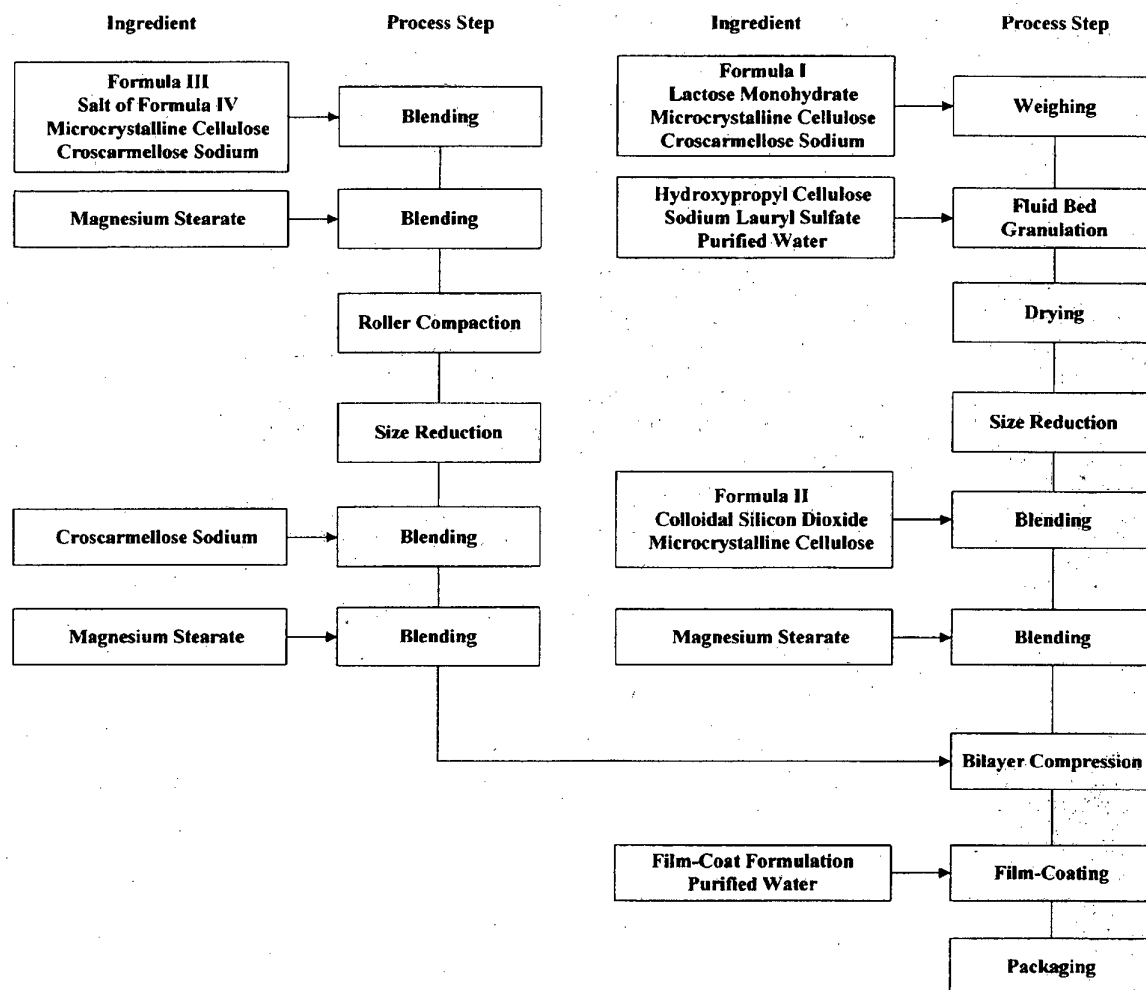 Ingredient
Process Step
Formula III
Salt of Formula IV
Microcrystalline Cellulose
Croscarmellose Sodium
Blending
Magnesium Stearate
Blending
Roller Compaction
Size Reduction
Croscarmellose Sodium
Blending
Magnesium Stearate
Blending
Ingredient
Process Step
Formula I
Lactose Monohydrate
Microcrystalline Cellulose
Croscarmellose Sodium
Weighing
Hydroxypropyl Cellulose
Sodium Lauryl Sulfate
Purified Water
Fluid Bed
Granulation
Drying
Size Reduction
Formula II
Colloidal Silicon Dioxide
Microcrystalline Cellulose
Blending
Magnesium Stearate
Blending
Bilayer Compression
Film-Coat Formulation
Purified Water
Film-Coating
Packaging